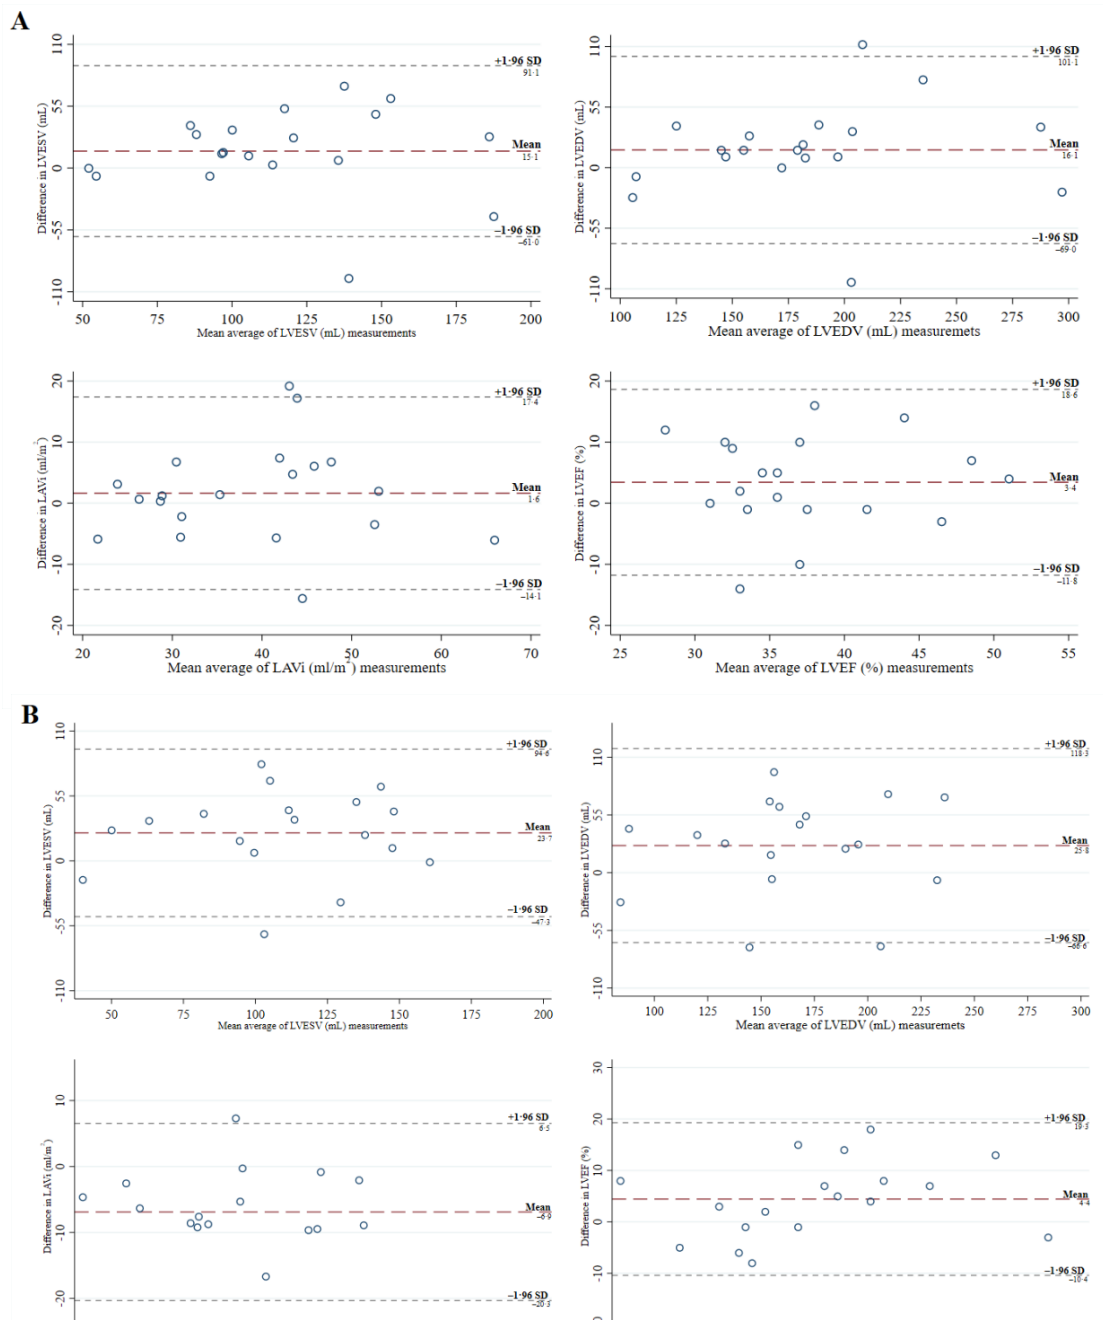 A
Difference in LVESV (mL)
110
55
0
-55
-110
+1·96 SD
91·1
Mean
15·1
−1·96 SD
−61·0
50 75 100 125 150 175 200
Mean average of LVESV (mL) measurements
Difference in LVEDV (mL)
110
55
0
-55
-110
+1·96 SD
101·1
Mean
16·1
−1·96 SD
−69·0
100 125 150 175 200 225 250 275 300
Mean average of LVEDV (mL) measuremets
Difference in LAVi (ml/m²)
20
10
0
-10
-20
+1·96 SD
17·4
Mean
1·6
−1·96 SD
−14·1
20 30 40 50 60 70
Mean average of LAVi (ml/m²) measurements
Difference in LVEF (%)
20
10
0
-10
-20
+1·96 SD
18·6
Mean
3·4
−1·96 SD
−11·8
25 30 35 40 45 50 55
Mean average of LVEF (%) measurements
B
Difference in LVESV (mL)
110
55
0
-55
-110
+1·96 SD
94·6
Mean
23·7
−1·96 SD
−47·3
50 75 100 125 150 175 200
Mean average of LVESV (mL) measurements
Difference in LVEDV (mL)
110
55
0
-55
-110
+1·96 SD
118·3
Mean
25·8
−1·96 SD
−66·6
100 125 150 175 200 225 250 275 300
Mean average of LVEDV (mL) measuremets
Difference in LAVi (ml/m²)
10
0
-10
-20
+1·96 SD
6·5
Mean
−6·9
−1·96 SD
−20·3
Difference in LVEF (%)
30
20
10
0
-10
+1·96 SD
19·3
Mean
4·4
−1·96 SD
−10·4